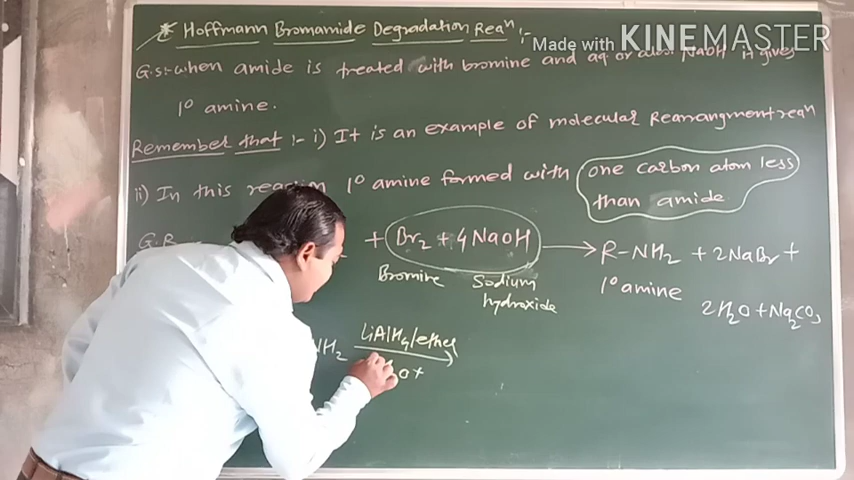 * Hoffmann Bromamide Degradation Reaⁿ :-
Made with KINEMASTER
G.S:- when amide is treated with bromine and aq. or alco. NaOH it gives
1° amine.
Remember that :- i) It is an example of molecular Rearrangment reaⁿ
ii) In this reaction 1° amine formed with one carbon atom less
than amide
G.R
+ Br₂ + 4NaOH ⟶ R-NH₂ + 2NaBr +
Bromine Sodium hydroxide 1° amine
2H₂O + Na₂CO₃
NH₂ LiAlH₄/ether